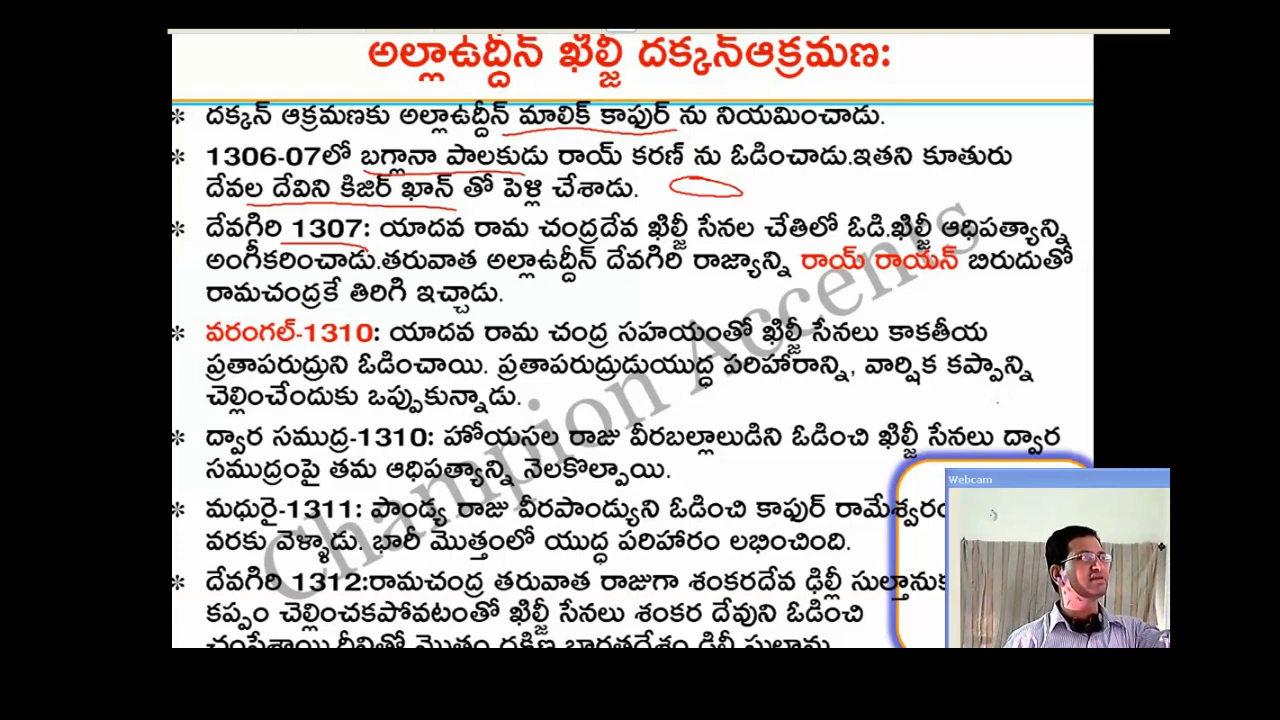 అల్లాఉద్దీన్ ఖిల్జీ దక్కన్ఆక్రమణ:
* దక్కన్ ఆక్రమణకు అల్లాఉద్దీన్ మాలిక్ కాఫుర్ ను నియమించాడు.
* 1306-07లో బగ్లానా పాలకుడు రాయ్ కరణ్ ను ఓడించాడు.ఇతని కూతురు
దేవల దేవిని కిజిర్ ఖాన్ తో పెళ్లి చేశాడు.
* దేవగిరి 1307: యాదవ రామ చంద్రదేవ ఖిల్జీ సేనల చేతిలో ఓడి.ఖిల్జీ ఆధిపత్యాన్ని
అంగీకరించాడు.తరువాత అల్లాఉద్దీన్ దేవగిరి రాజ్యాన్ని రాయ్ రాయన్ బిరుదుతో
రామచంద్రకే తిరిగి ఇచ్చాడు.
* వరంగల్-1310: యాదవ రామ చంద్ర సహయంతో ఖిల్జీ సేనలు కాకతీయ
ప్రతాపరుద్రుని ఓడించాయి. ప్రతాపరుద్రుడుయుద్ధ పరిహారాన్ని, వార్షిక కప్పాన్ని
చెల్లించేందుకు ఒప్పుకున్నాడు.
* ద్వార సముద్ర-1310: హోయసల రాజు వీరబల్లాలుడిని ఓడించి ఖిల్జీ సేనలు ద్వార
సముద్రంపై తమ ఆధిపత్యాన్ని నెలకొల్పాయి.
* మధురై-1311: పాండ్య రాజు వీరపాండ్యుని ఓడించి కాఫుర్ రామేశ్వరం
వరకు వెళ్ళాడు. భారీ మొత్తంలో యుద్ధ పరిహారం లభించింది.
* దేవగిరి 1312:రామచంద్ర తరువాత రాజుగా శంకరదేవ ఢిల్లీ
కప్పం చెల్లించకపోవటంతో ఖిల్జీ సేనలు శంకర దేవుని ఓడించి
Champion Accents
Webcam